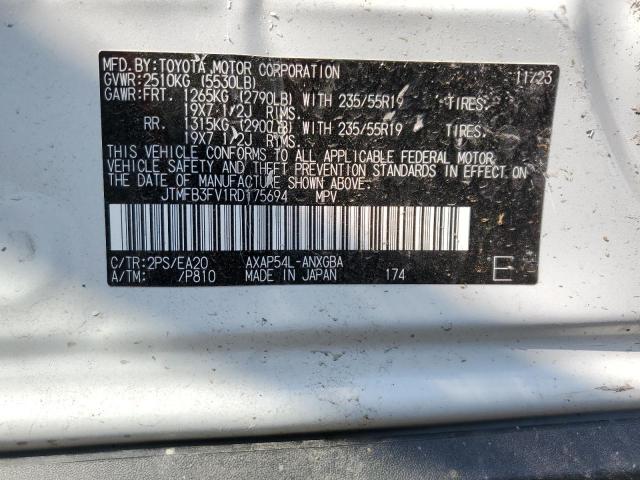 MFD. BY: TOYOTA MOTOR CORPORATION 11/23
GVWR: 2510KG (5530LB)
GAWR: FRT. 1265KG (2790LB) WITH 235/55R19 TIRES.
19X7 1/2J RIMS.
RR. 1315KG (2900LB) WITH 235/55R19 TIRES.
19X7 1/2J RIMS.
THIS VEHICLE CONFORMS TO ALL APPLICABLE FEDERAL MOTOR
VEHICLE SAFETY AND THEFT PREVENTION STANDARDS IN EFFECT ON
THE DATE OF MANUFACTURE SHOWN ABOVE.
JTMFB3FV1RD175694 MPV
C/TR: 2PS/EA20 AXAP54L-ANXGBA
A/TM: /P810 MADE IN JAPAN 174 E